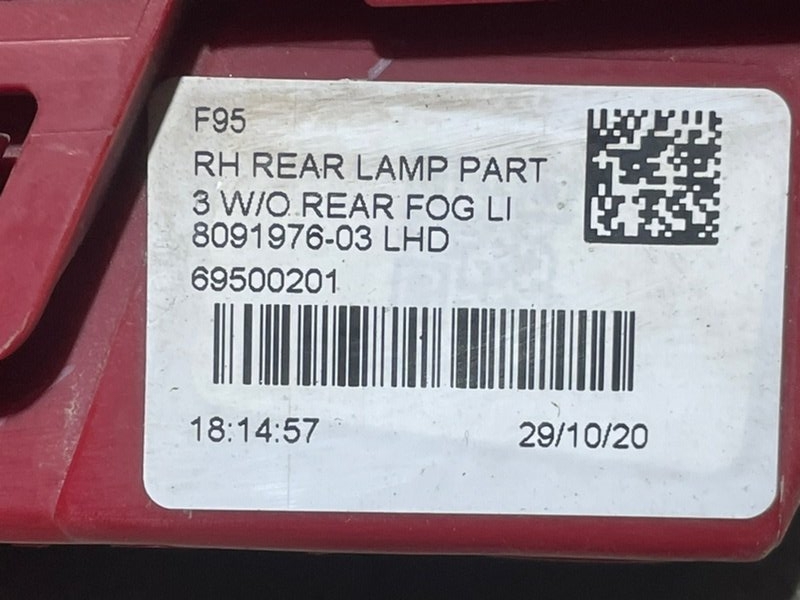 F95
RH REAR LAMP PART
3 W/O REAR FOG LI
8091976-03 LHD
69500201
18:14:57
29/10/20